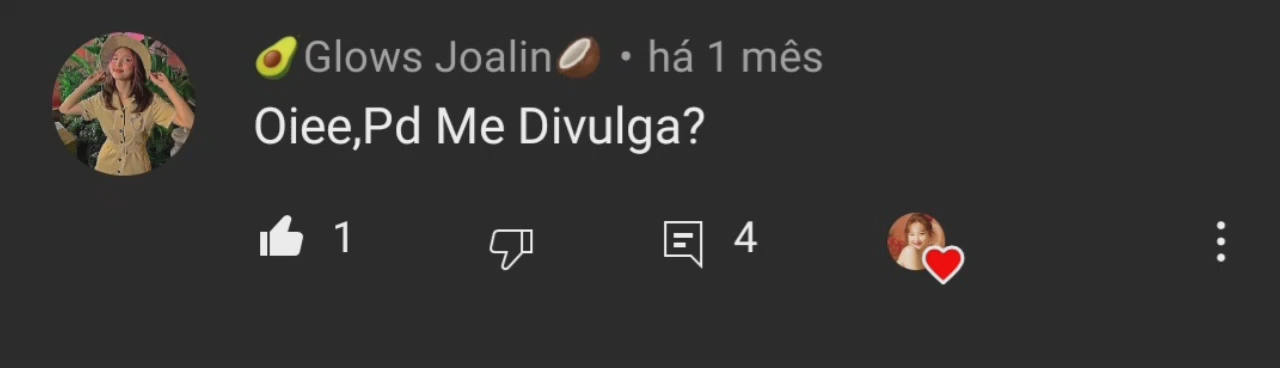 🥑Glows Joalin🥥 • há 1 mês
Oiee,Pd Me Divulga?
1 4